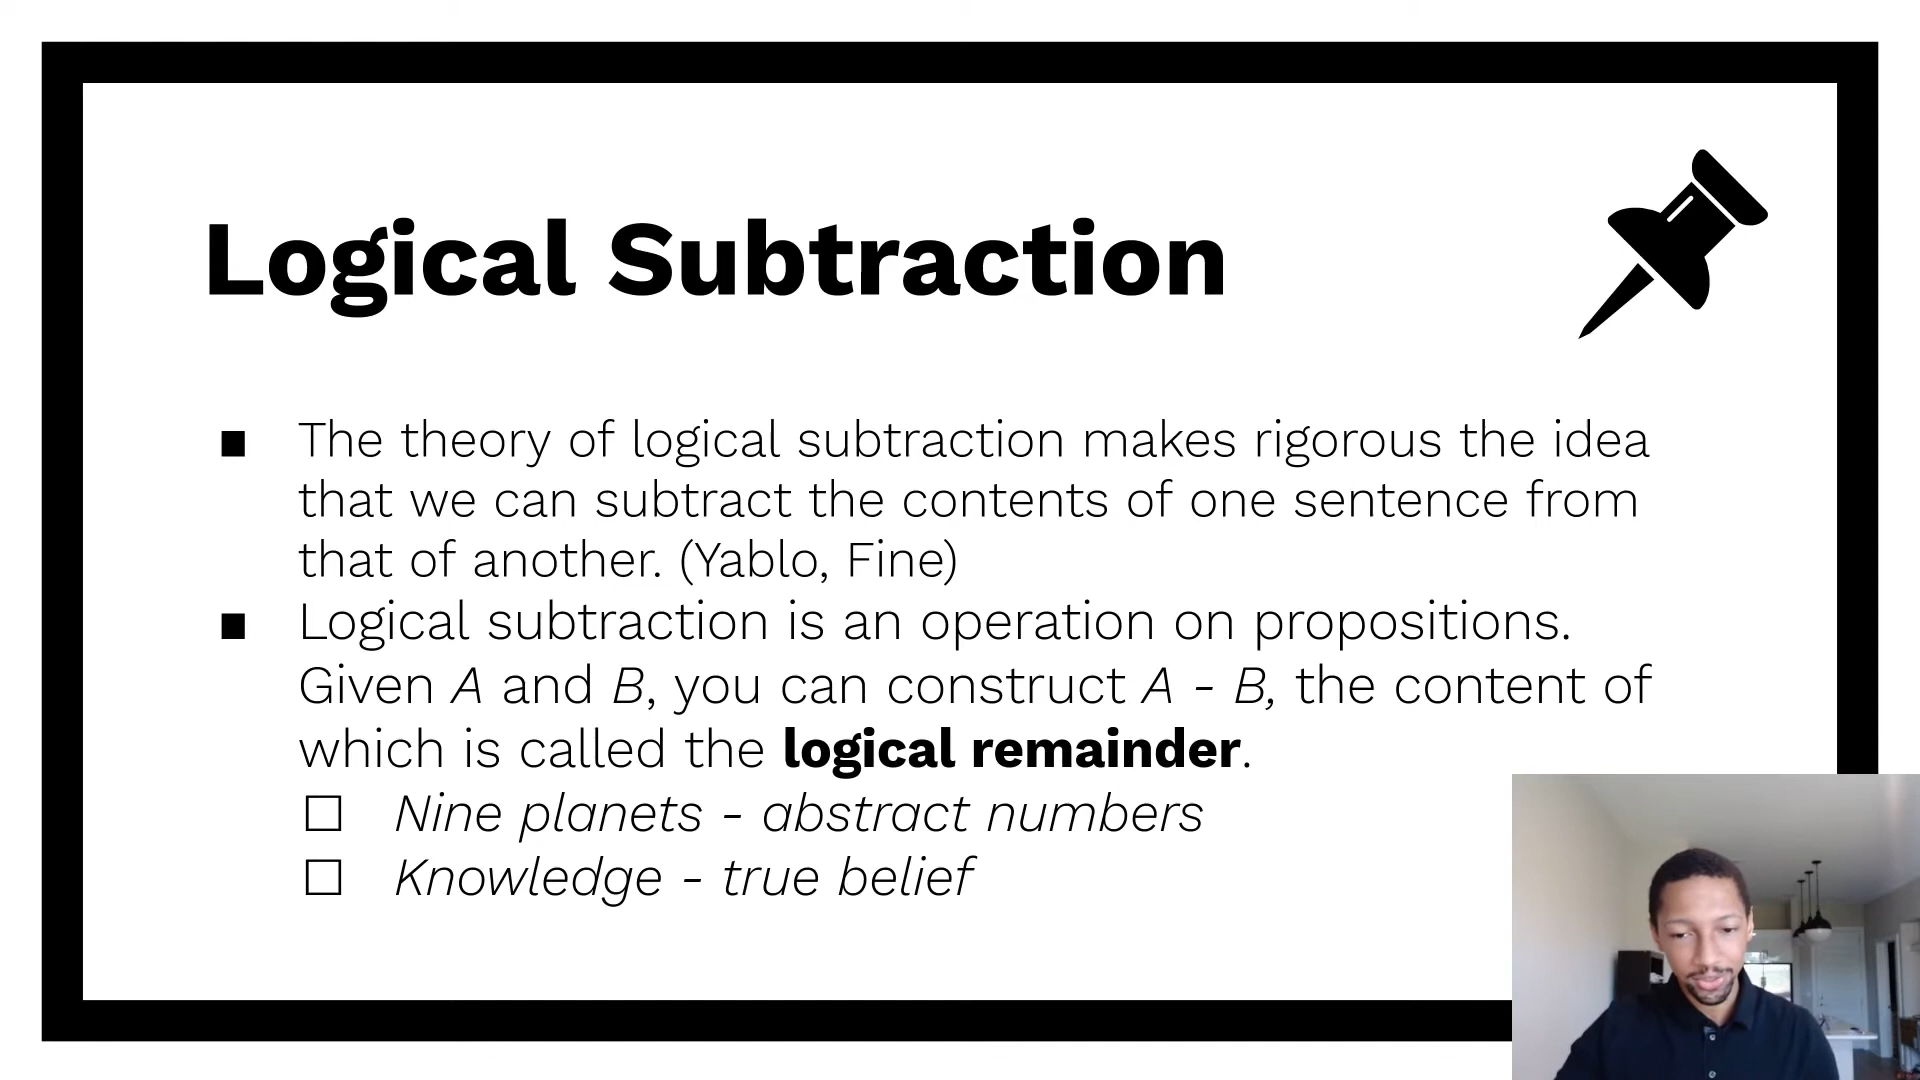 Logical Subtraction
■ The theory of logical subtraction makes rigorous the idea
that we can subtract the contents of one sentence from
that of another. (Yablo, Fine)
■ Logical subtraction is an operation on propositions.
Given A and B, you can construct A - B, the content of
which is called the logical remainder.
□ Nine planets - abstract numbers
□ Knowledge - true belief